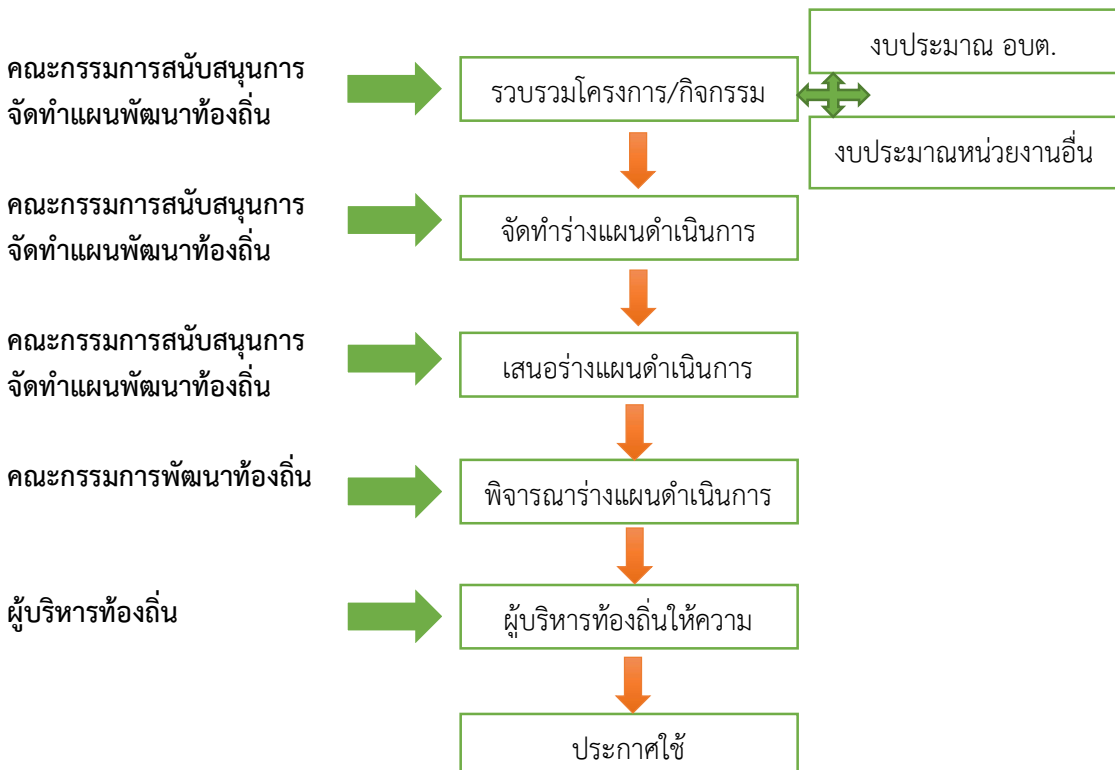 งบประมาณ อบต.
คณะกรรมการสนับสนุนการ
จัดทำแผนพัฒนาท้องถิ่น
รวบรวมโครงการ/กิจกรรม
งบประมาณหน่วยงานอื่น
คณะกรรมการสนับสนุนการ
จัดทำแผนพัฒนาท้องถิ่น
จัดทำร่างแผนดำเนินการ
คณะกรรมการสนับสนุนการ
จัดทำแผนพัฒนาท้องถิ่น
เสนอร่างแผนดำเนินการ
คณะกรรมการพัฒนาท้องถิ่น
พิจารณาร่างแผนดำเนินการ
ผู้บริหารท้องถิ่น
ผู้บริหารท้องถิ่นให้ความ
ประกาศใช้